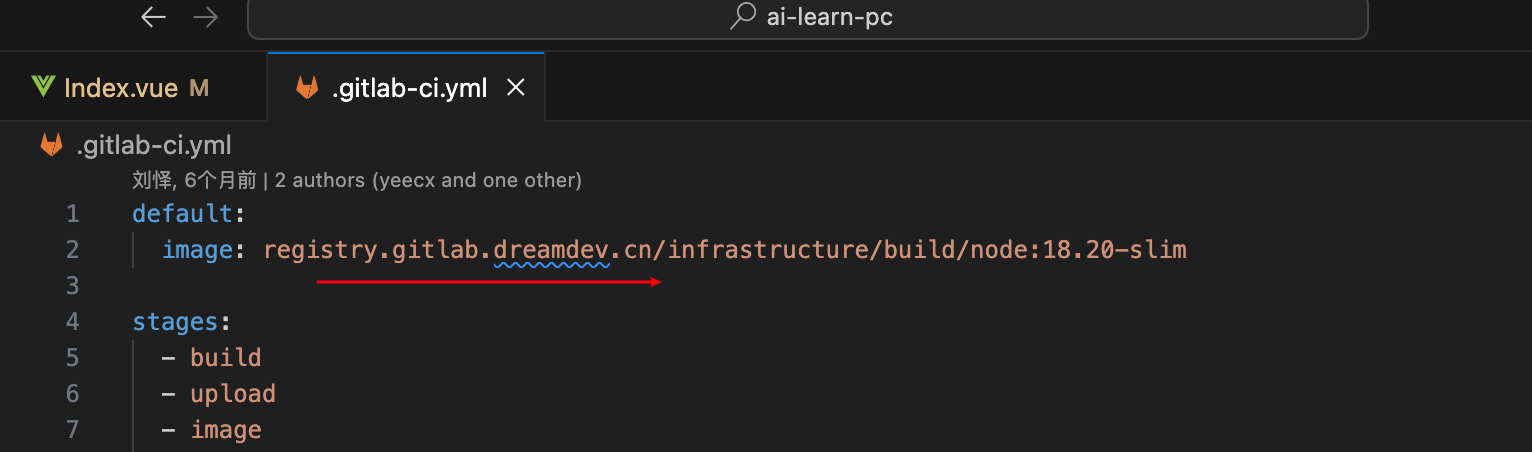 ai-learn-pc
Index.vue M
.gitlab-ci.yml
.gitlab-ci.yml
刘怿, 6个月前 | 2 authors (yeecx and one other)
1 default:
2 image: registry.gitlab.dreamdev.cn/infrastructure/build/node:18.20-slim
3
4 stages:
5 - build
6 - upload
7 - image